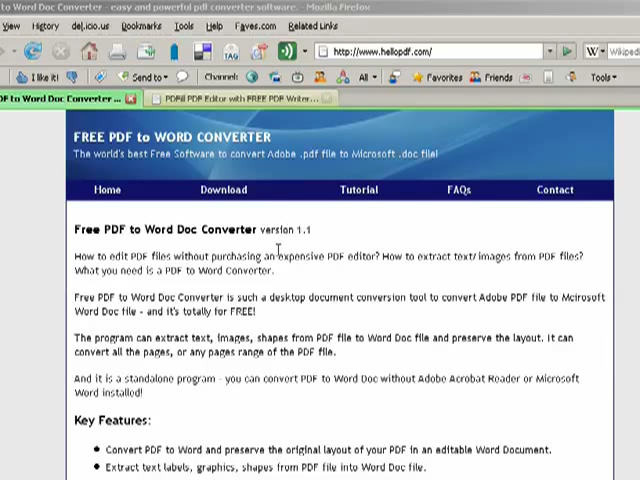 to Word Doc Converter - easy and powerful pdf converter software. - Mozilla Firefox
View History del.icio.us Bookmarks Tools Help Faves.com Related Links
TAG http://www.hellopdf.com/ W Wikipedi
I like it! Send to Channel: All Favorites Friends Tools
DF to Word Doc Converter ... PDFill PDF Editor with FREE PDF Writer...
FREE PDF to WORD CONVERTER
The world's best Free Software to convert Adobe .pdf file to Microsoft .doc file!
Home Download Tutorial FAQs Contact
Free PDF to Word Doc Converter version 1.1
How to edit PDF files without purchasing an expensive PDF editor? How to extract text/images from PDF files?
What you need is a PDF to Word Converter.
Free PDF to Word Doc Converter is such a desktop document conversion tool to convert Adobe PDF file to Mcirosoft
Word Doc file - and it's totally for FREE!
The program can extract text, images, shapes from PDF file to Word Doc file and preserve the layout. It can
convert all the pages, or any pages range of the PDF file.
And it is a standalone program - you can convert PDF to Word Doc without Adobe Acrobat Reader or Microsoft
Word installed!
Key Features:
Convert PDF to Word and preserve the original layout of your PDF in an editable Word Document.
Extract text labels, graphics, shapes from PDF file into Word Doc file.